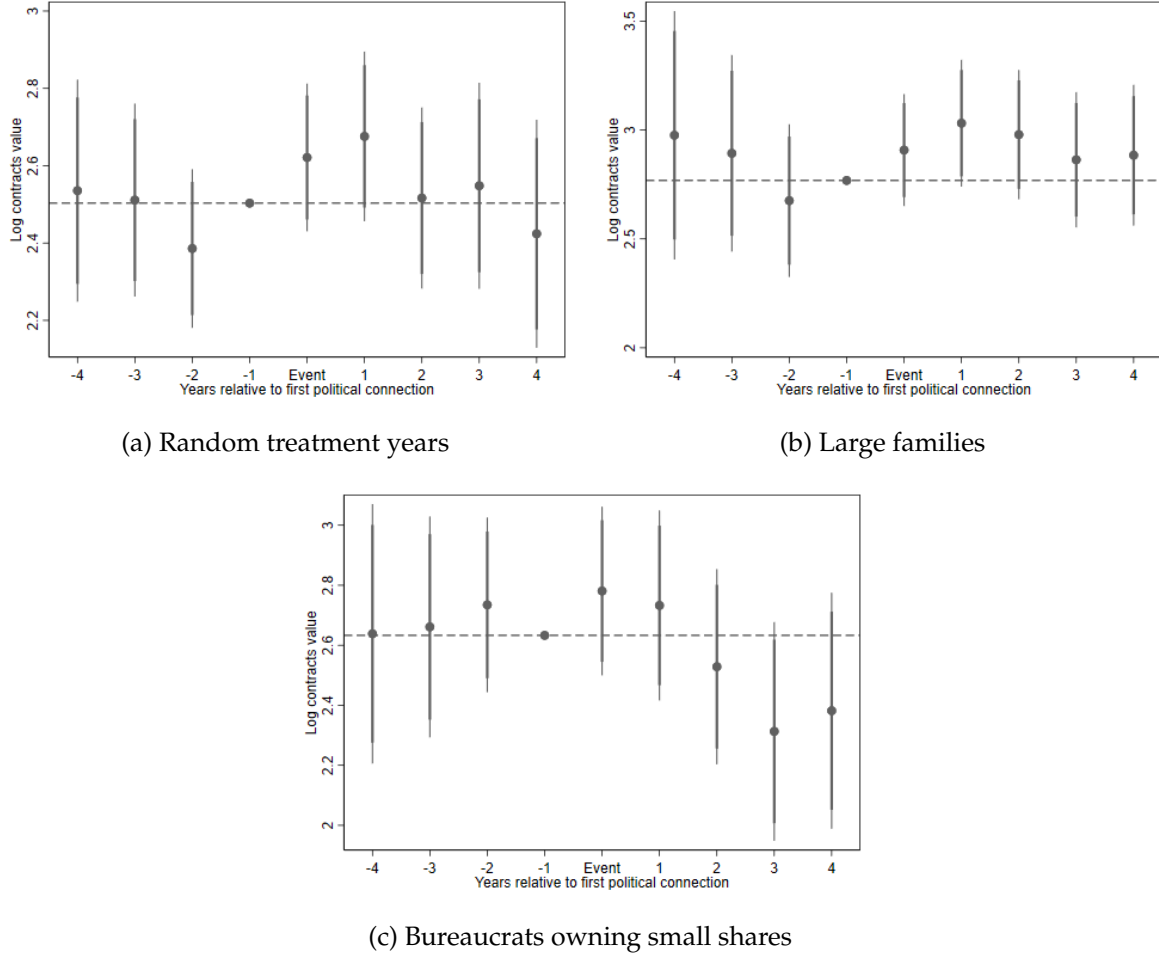 3
2.8
2.6
2.4
2.2
Log contracts value
-4 -3 -2 -1 Event 1 2 3 4
Years relative to first political connection
(a) Random treatment years
3.5
3
2.5
2
Log contracts value
-4 -3 -2 -1 Event 1 2 3 4
Years relative to first political connection
(b) Large families
3
2.8
2.6
2.4
2.2
2
Log contracts value
-4 -3 -2 -1 Event 1 2 3 4
Years relative to first political connection
(c) Bureaucrats owning small shares